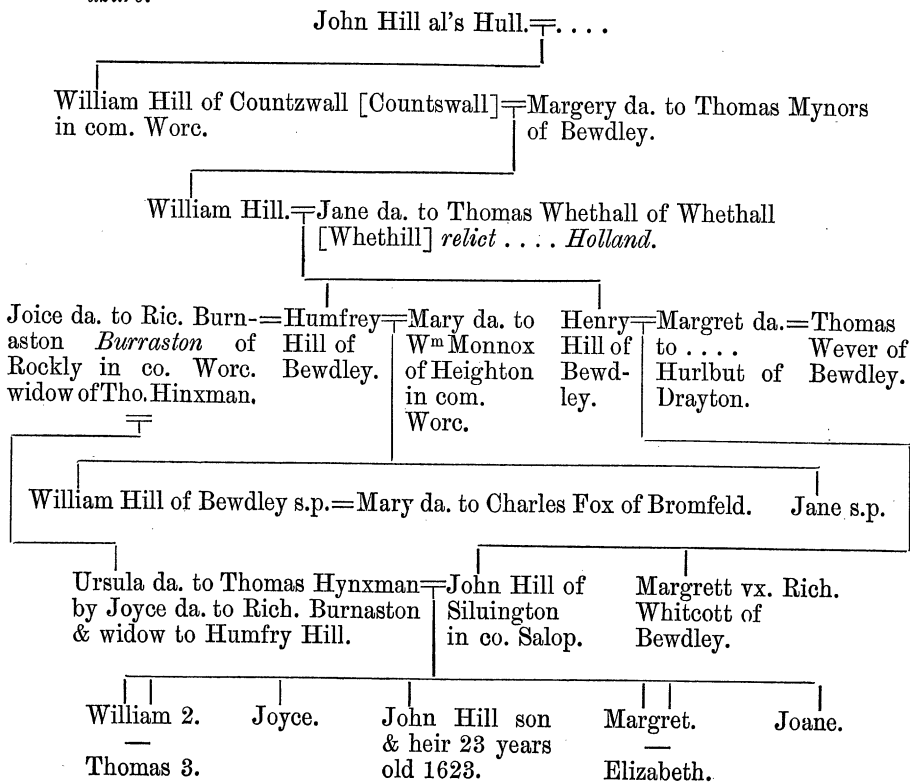 John Hill al's Hull.=. . . .
William Hill of Countzwall [Countswall]=Margery da. to Thomas Mynors
in com. Worc.
of Bewdley.
William Hill.=Jane da. to Thomas Whethall of Whethall
[Whethill] relict . . . . Holland.
Joice da. to Ric. Burn-
aston Burraston of
Rockly in co. Worc.
widow of Tho. Hinxman.
=Humfrey=
Hill of
Bewdley.
Mary da. to
Wm Monnox
of Heighton
in com.
Worc.
Henry=
Hill of
Bewd-
ley.
Margret da.=
to . . . .
Hurlbut of
Drayton.
Thomas
Wever of
Bewdley.
William Hill of Bewdley s.p.=Mary da. to Charles Fox of Bromfeld.
Jane s.p.
Ursula da. to Thomas Hynxman=
by Joyce da. to Rich. Burnaston
& widow to Humfry Hill.
John Hill of
Siluington
in co. Salop.
Margrett vx. Rich.
Whitcott of
Bewdley.
William 2.
Thomas 3.
Joyce.
John Hill son
& heir 23 years
old 1623.
Margret.
Elizabeth.
Joane.